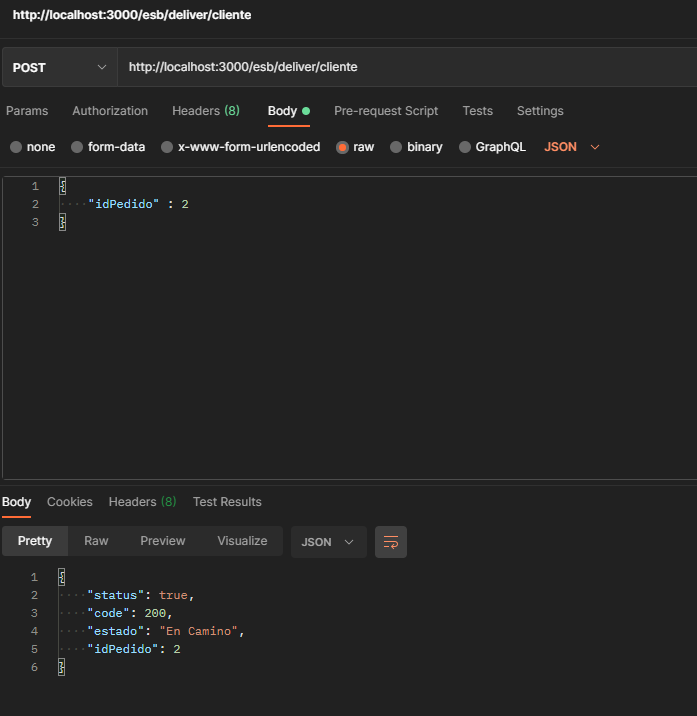 http://localhost:3000/esb/deliver/cliente
POST http://localhost:3000/esb/deliver/cliente
Params Authorization Headers (8) Body Pre-request Script Tests Settings
none form-data x-www-form-urlencoded raw binary GraphQL JSON
1 {
2 ····"idPedido" : 2
3 }
Body Cookies Headers (8) Test Results
Pretty Raw Preview Visualize JSON
1 {
2 ····"status": true,
3 ····"code": 200,
4 ····"estado": "En Camino",
5 ····"idPedido": 2
6 }